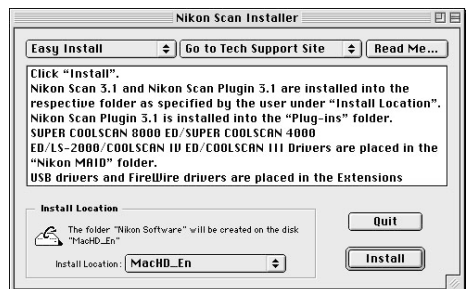 Nikon Scan Installer
Easy Install
Go to Tech Support Site
Read Me...
Click “Install”.
Nikon Scan 3.1 and Nikon Scan Plugin 3.1 are installed into the
respective folder as specified by the user under “Install Location”.
Nikon Scan Plugin 3.1 is installed into the “Plug-ins” folder.
SUPER COOLSCAN 8000 ED/SUPER COOLSCAN 4000
ED/LS-2000/COOLSCAN IV ED/COOLSCAN III Drivers are placed in the
“Nikon MAID” folder.
USB drivers and FireWire drivers are placed in the Extensions
Install Location
The folder "Nikon Software" will be created on the disk
"MacHD_En"
Install Location: MacHD_En
Quit
Install